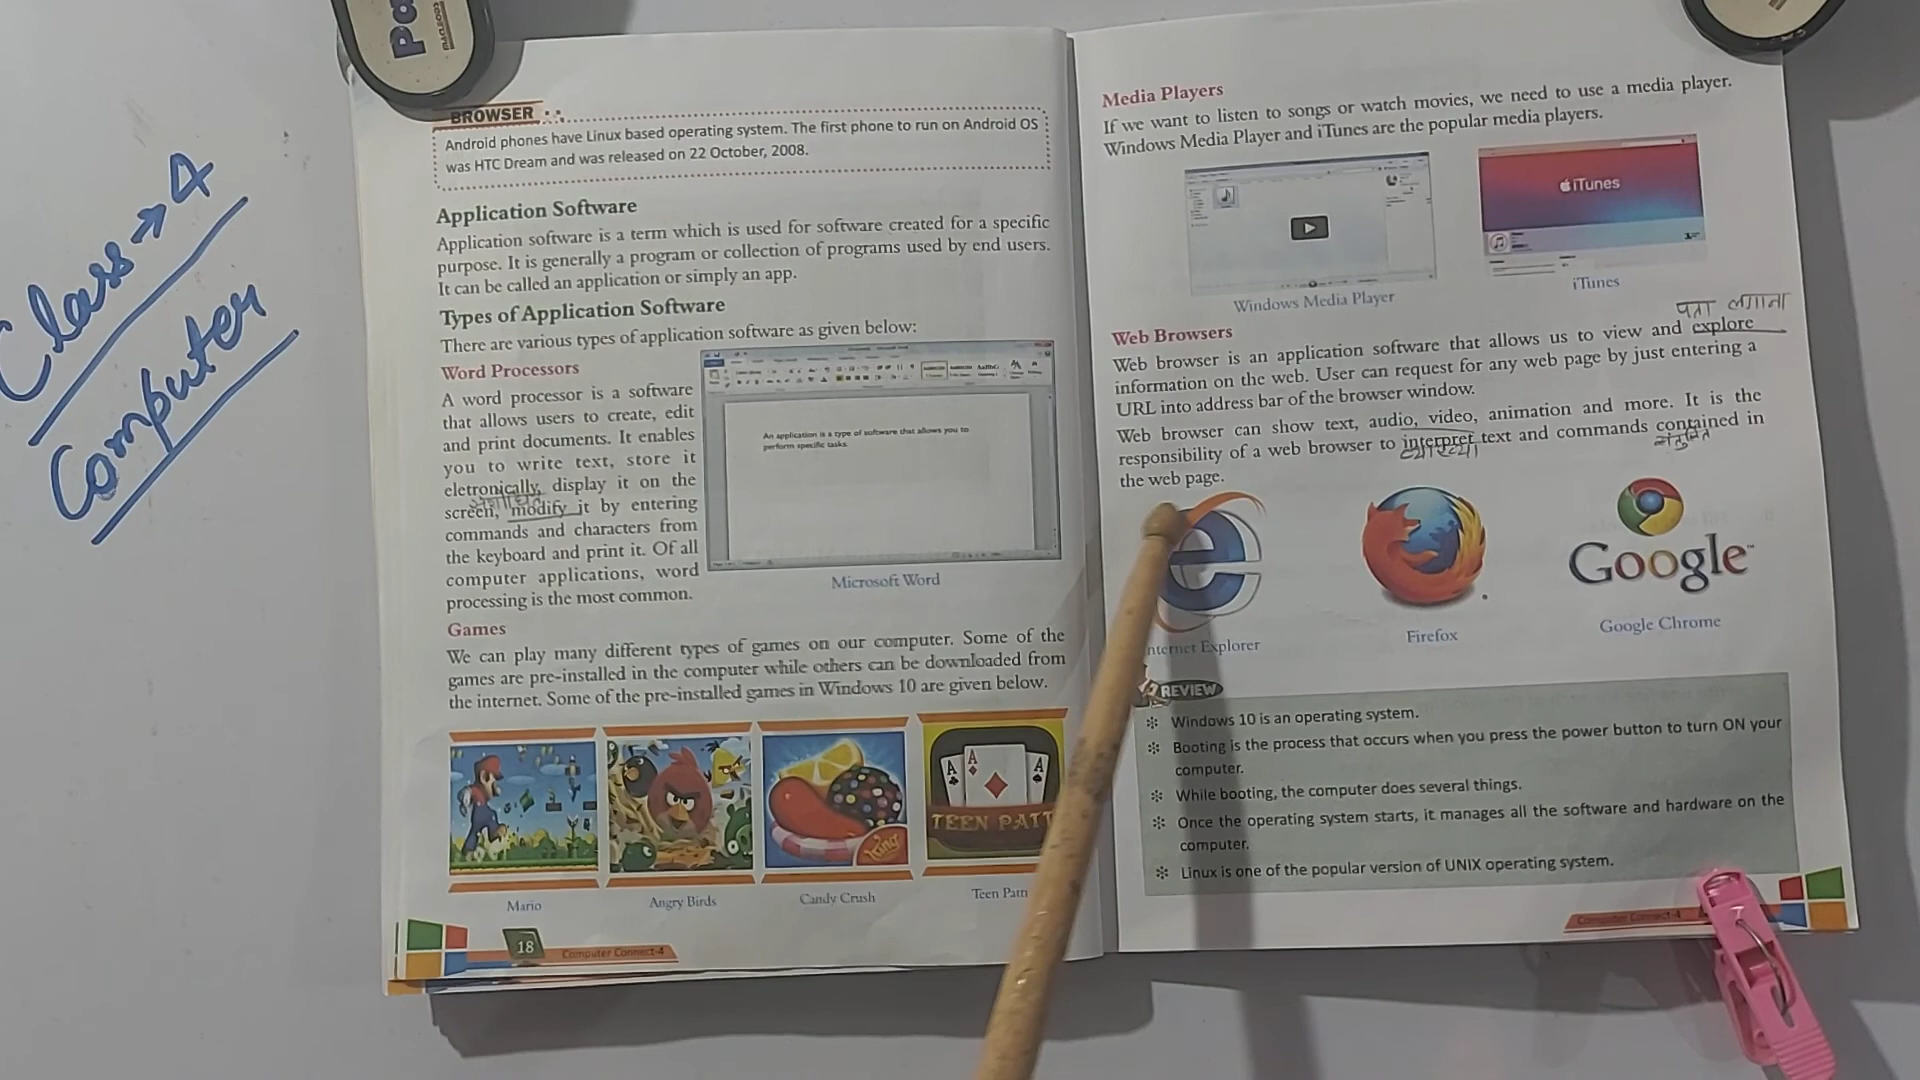 Class → 4
Computer
BROWSER
Android phones have Linux based operating system. The first phone to run on Android OS
was HTC Dream and was released on 22 October, 2008.
Application Software
Application software is a term which is used for software created for a specific
purpose. It is generally a program or collection of programs used by end users.
It can be called an application or simply an app.
Types of Application Software
There are various types of application software as given below:
Word Processors
A word processor is a software
that allows users to create, edit
and print documents. It enables
you to write text, store it
eletronically, display it on the
screen, modify it by entering
commands and characters from
the keyboard and print it. Of all
computer applications, word
processing is the most common.
An application is a type of software that allows you to
perform specific tasks.
Microsoft Word
Games
We can play many different types of games on our computer. Some of the
games are pre-installed in the computer while others can be downloaded from
the internet. Some of the pre-installed games in Windows 10 are given below.
King
TEEN PATT
Mario
Angry Birds
Candy Crush
Teen Patti
18
Computer Connect-4
Media Players
If we want to listen to songs or watch movies, we need to use a media player.
Windows Media Player and iTunes are the popular media players.
iTunes
Windows Media Player
iTunes
पता लगाना
Web Browsers
Web browser is an application software that allows us to view and explore
information on the web. User can request for any web page by just entering a
URL into address bar of the browser window.
Web browser can show text, audio, video, animation and more. It is the
responsibility of a web browser to interpret text and commands contained in
व्याख्या
the web page.
Google
Internet Explorer
Firefox
Google Chrome
REVIEW
❇ Windows 10 is an operating system.
❇ Booting is the process that occurs when you press the power button to turn ON your
computer.
❇ While booting, the computer does several things.
❇ Once the operating system starts, it manages all the software and hardware on the
computer.
❇ Linux is one of the popular version of UNIX operating system.
Computer Connect-4